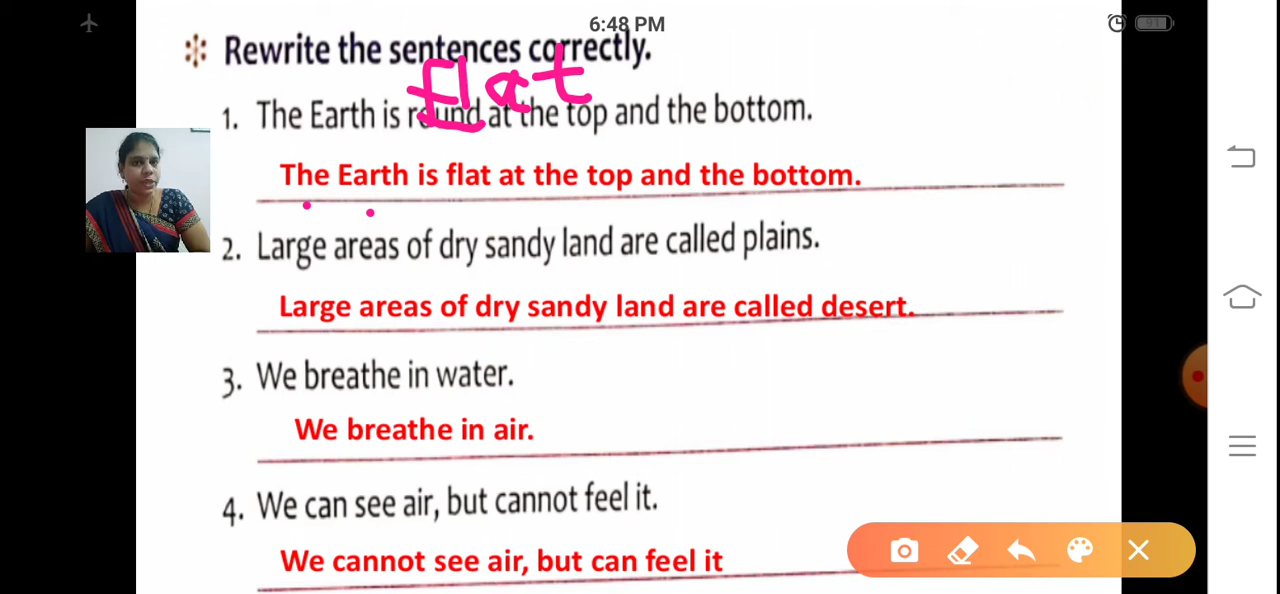 6:48 PM
91
Rewrite the sentences correctly.
flat
1. The Earth is round at the top and the bottom.
The Earth is flat at the top and the bottom.
2. Large areas of dry sandy land are called plains.
Large areas of dry sandy land are called desert.
3. We breathe in water.
We breathe in air.
4. We can see air, but cannot feel it.
We cannot see air, but can feel it